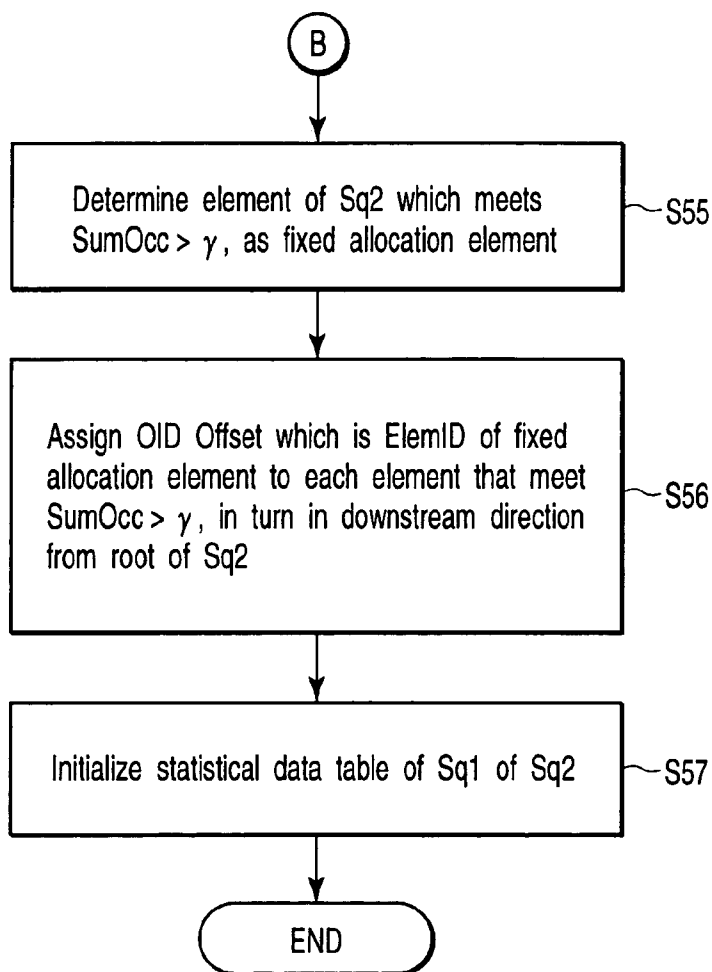 B
Determine element of Sq2 which meets
SumOcc > γ, as fixed allocation element
S55
Assign OID Offset which is ElemID of fixed
allocation element to each element that meet
SumOcc > γ, in turn in downstream direction
from root of Sq2
S56
Initialize statistical data table of Sq1 of Sq2
S57
END